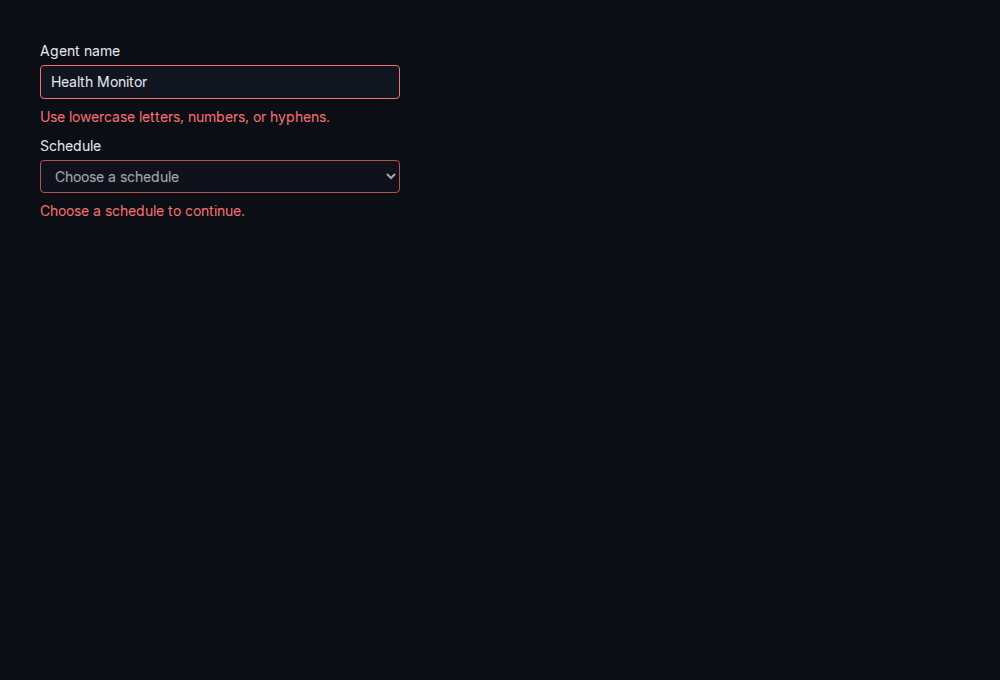 Agent name
Health Monitor
Use lowercase letters, numbers, or hyphens.
Schedule
Choose a schedule
Choose a schedule to continue.